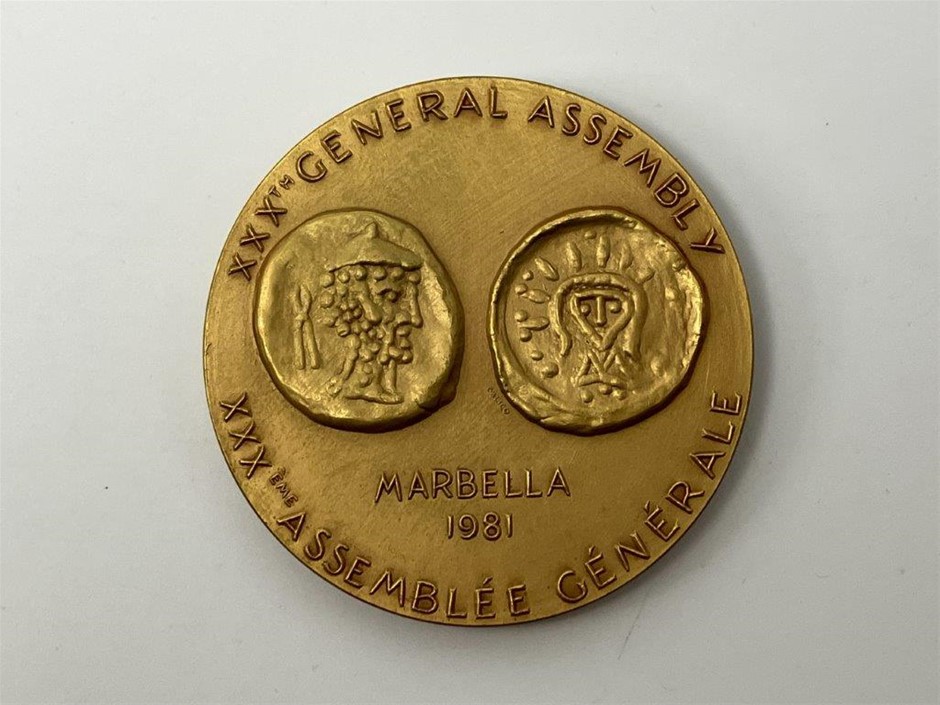 XXXTH GENERAL ASSEMBLY
MARBELLA
1981
XXXÈME ASSEMBLÉE GÉNÉRALE